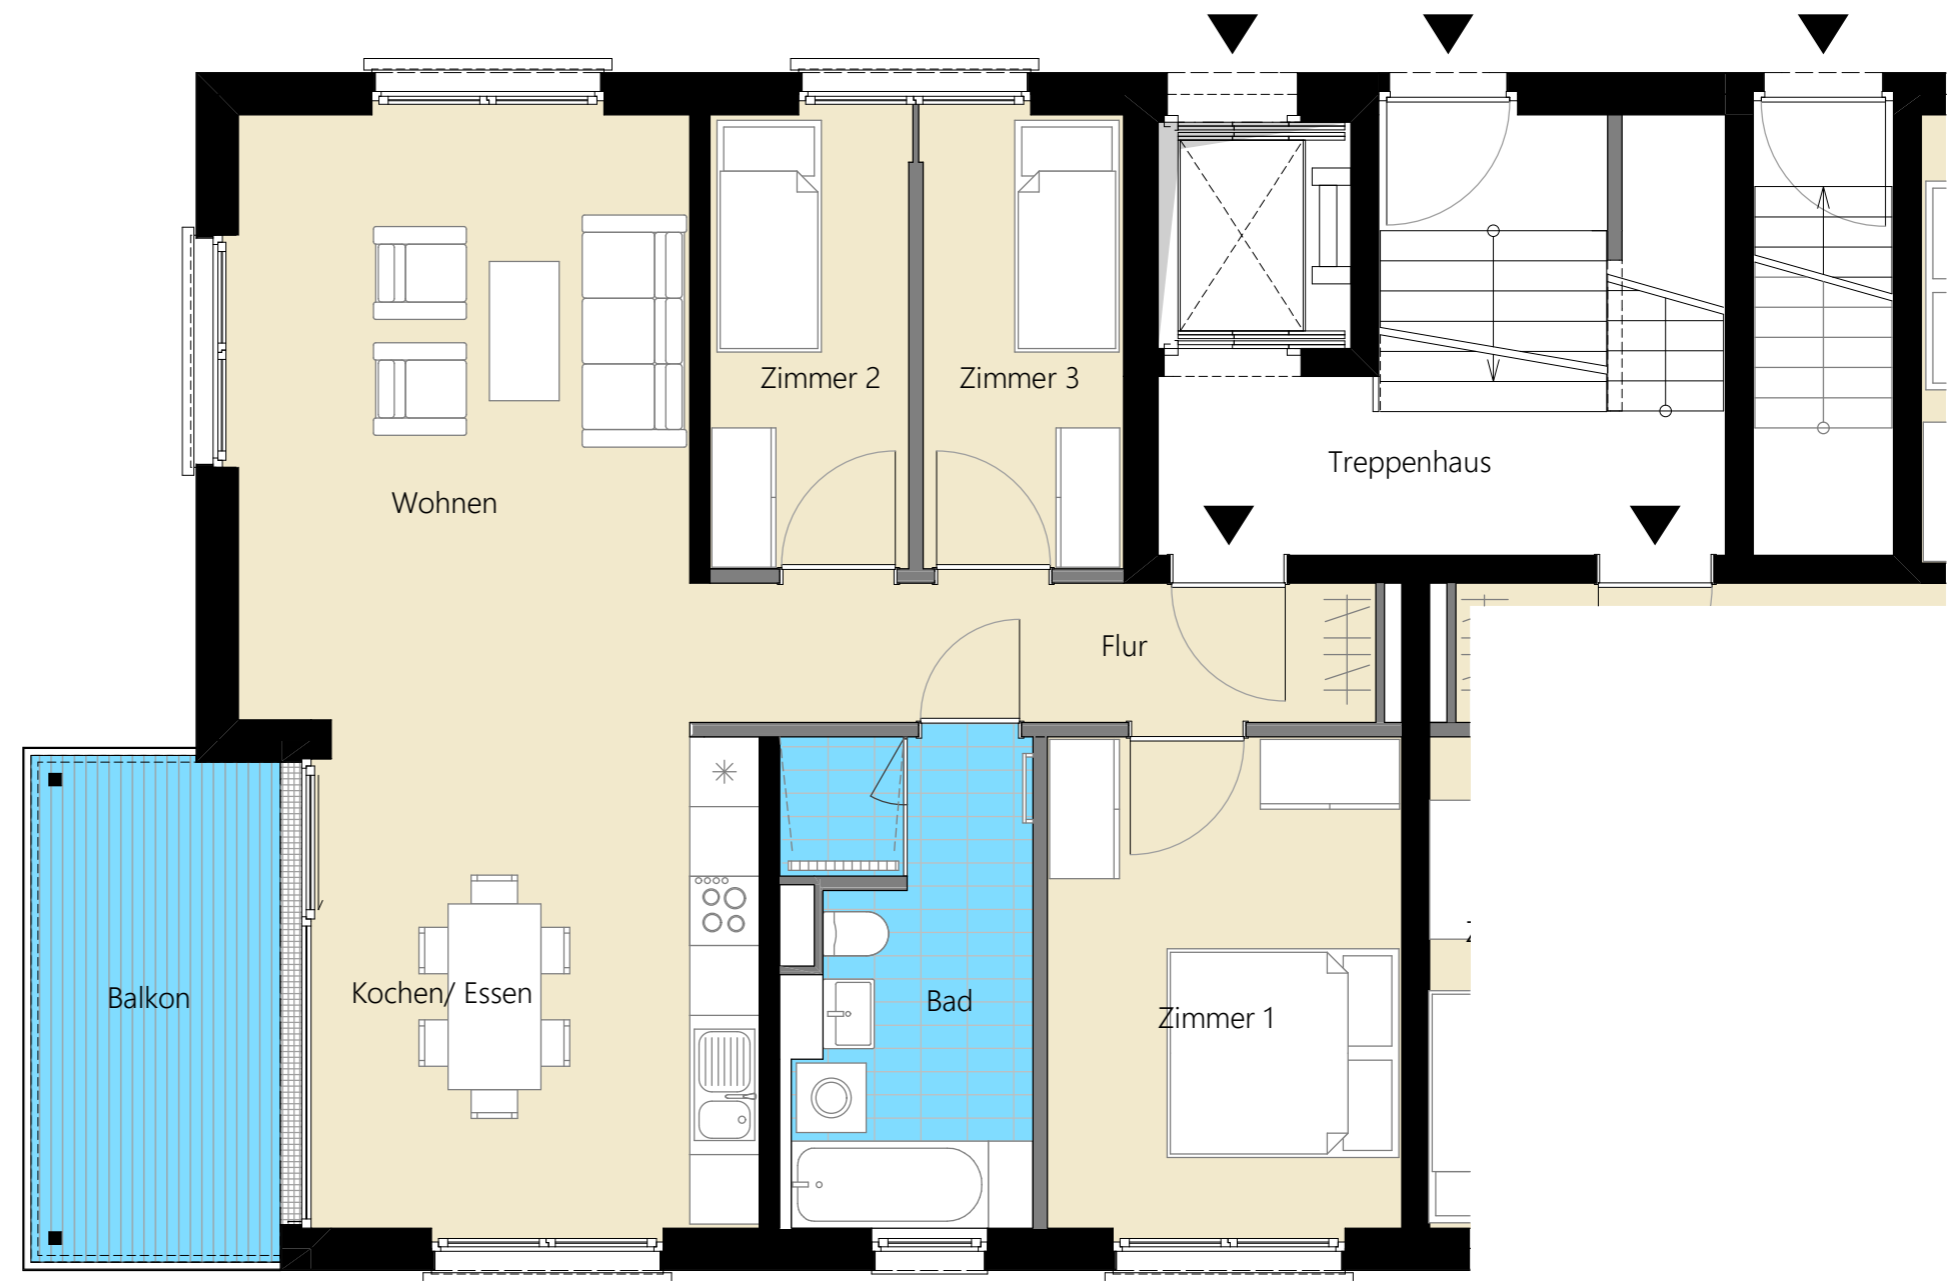 Zimmer 2
Zimmer 3
Treppenhaus
Wohnen
Flur
Balkon
Kochen/ Essen
Bad
Zimmer 1